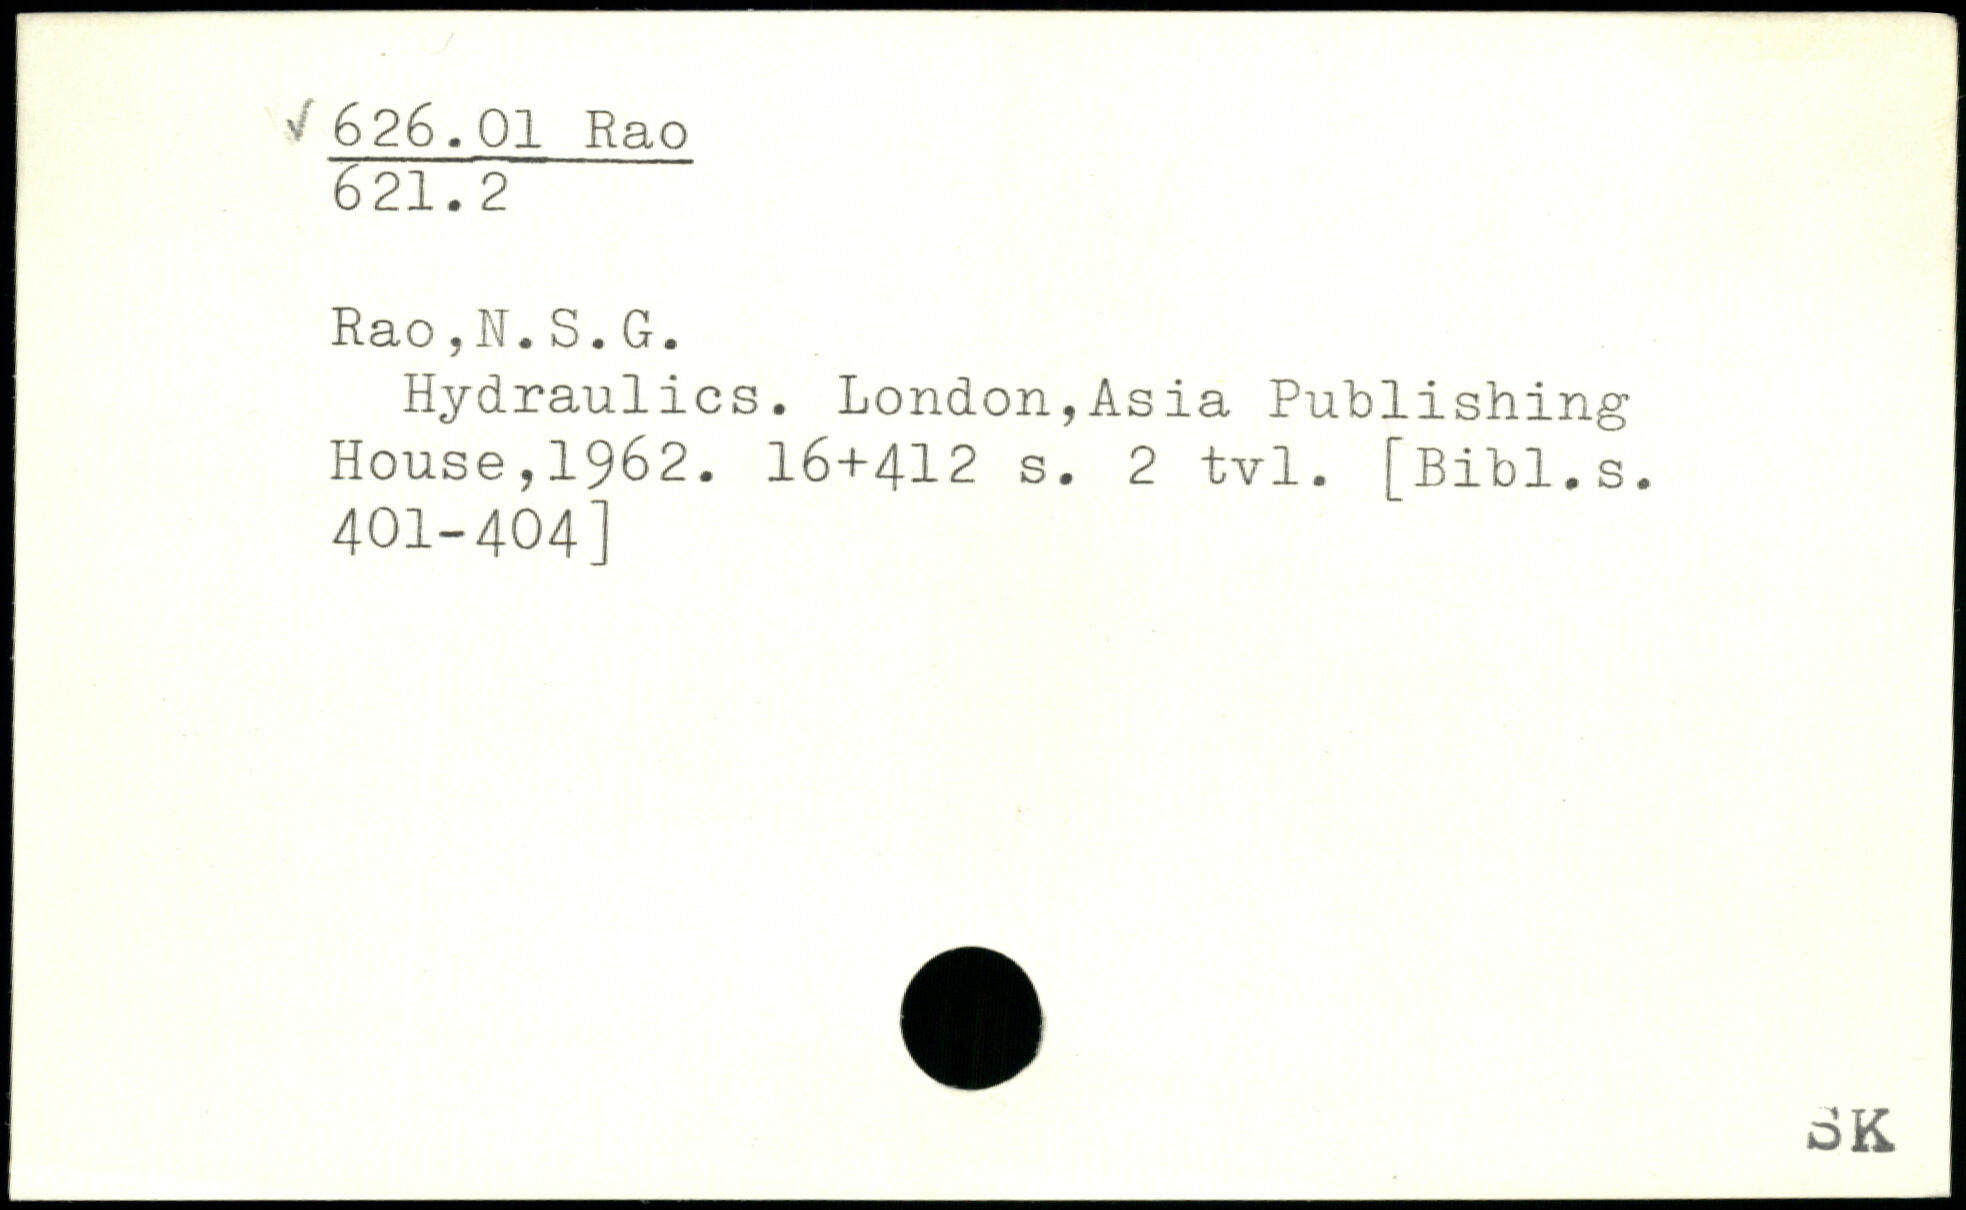 ✓ 626.01 Rao
621.2
Rao,N.S.G.
Hydraulics. London,Asia Publishing
House,1962. 16+412 s. 2 tvl. [Bibl.s.
401-404]
SK